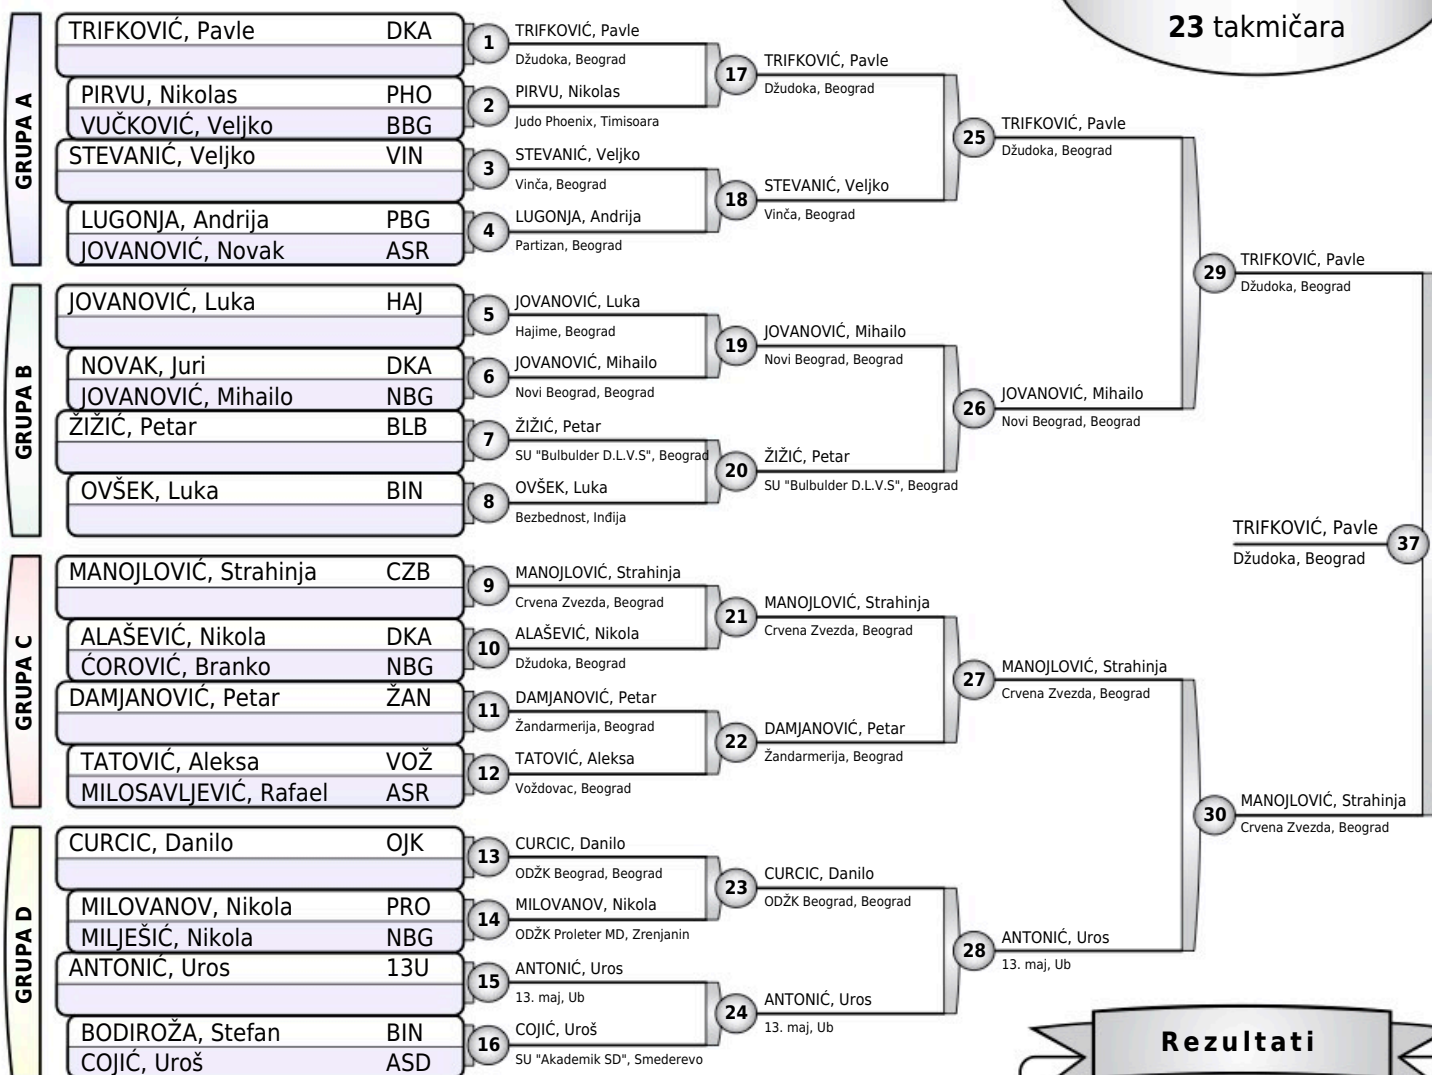 23 takmičara
GRUPA A
TRIFKOVIĆ, Pavle DKA
PIRVU, Nikolas PHO
VUČKOVIĆ, Veljko BBG
STEVANIĆ, Veljko VIN
LUGONJA, Andrija PBG
JOVANOVIĆ, Novak ASR
GRUPA B
JOVANOVIĆ, Luka HAJ
NOVAK, Juri DKA
JOVANOVIĆ, Mihailo NBG
ŽIŽIĆ, Petar BLB
OVŠEK, Luka BIN
GRUPA C
MANOJLOVIĆ, Strahinja CZB
ALAŠEVIĆ, Nikola DKA
ĆOROVIĆ, Branko NBG
DAMJANOVIĆ, Petar ŽAN
TATOVIĆ, Aleksa VOŽ
MILOSAVLJEVIĆ, Rafael ASR
GRUPA D
CURCIC, Danilo OJK
MILOVANOV, Nikola PRO
MILJEŠIĆ, Nikola NBG
ANTONIĆ, Uros 13U
BODIROŽA, Stefan BIN
COJIĆ, Uroš ASD
1 TRIFKOVIĆ, Pavle
Džudoka, Beograd
2 PIRVU, Nikolas
Judo Phoenix, Timisoara
3 STEVANIĆ, Veljko
Vinča, Beograd
4 LUGONJA, Andrija
Partizan, Beograd
5 JOVANOVIĆ, Luka
Hajime, Beograd
6 JOVANOVIĆ, Mihailo
Novi Beograd, Beograd
7 ŽIŽIĆ, Petar
SU "Bulbulder D.L.V.S", Beograd
8 OVŠEK, Luka
Bezbednost, Inđija
9 MANOJLOVIĆ, Strahinja
Crvena Zvezda, Beograd
10 ALAŠEVIĆ, Nikola
Džudoka, Beograd
11 DAMJANOVIĆ, Petar
Žandarmerija, Beograd
12 TATOVIĆ, Aleksa
Voždovac, Beograd
13 CURCIC, Danilo
ODŽK Beograd, Beograd
14 MILOVANOV, Nikola
ODŽK Proleter MD, Zrenjanin
15 ANTONIĆ, Uros
13. maj, Ub
16 COJIĆ, Uroš
SU "Akademik SD", Smederevo
17 TRIFKOVIĆ, Pavle
Džudoka, Beograd
18 STEVANIĆ, Veljko
Vinča, Beograd
19 JOVANOVIĆ, Mihailo
Novi Beograd, Beograd
20 ŽIŽIĆ, Petar
SU "Bulbulder D.L.V.S", Beograd
21 MANOJLOVIĆ, Strahinja
Crvena Zvezda, Beograd
22 DAMJANOVIĆ, Petar
Žandarmerija, Beograd
23 CURCIC, Danilo
ODŽK Beograd, Beograd
24 ANTONIĆ, Uros
13. maj, Ub
25 TRIFKOVIĆ, Pavle
Džudoka, Beograd
26 JOVANOVIĆ, Mihailo
Novi Beograd, Beograd
27 MANOJLOVIĆ, Strahinja
Crvena Zvezda, Beograd
28 ANTONIĆ, Uros
13. maj, Ub
29 TRIFKOVIĆ, Pavle
Džudoka, Beograd
30 MANOJLOVIĆ, Strahinja
Crvena Zvezda, Beograd
TRIFKOVIĆ, Pavle 37
Džudoka, Beograd
Rezultati